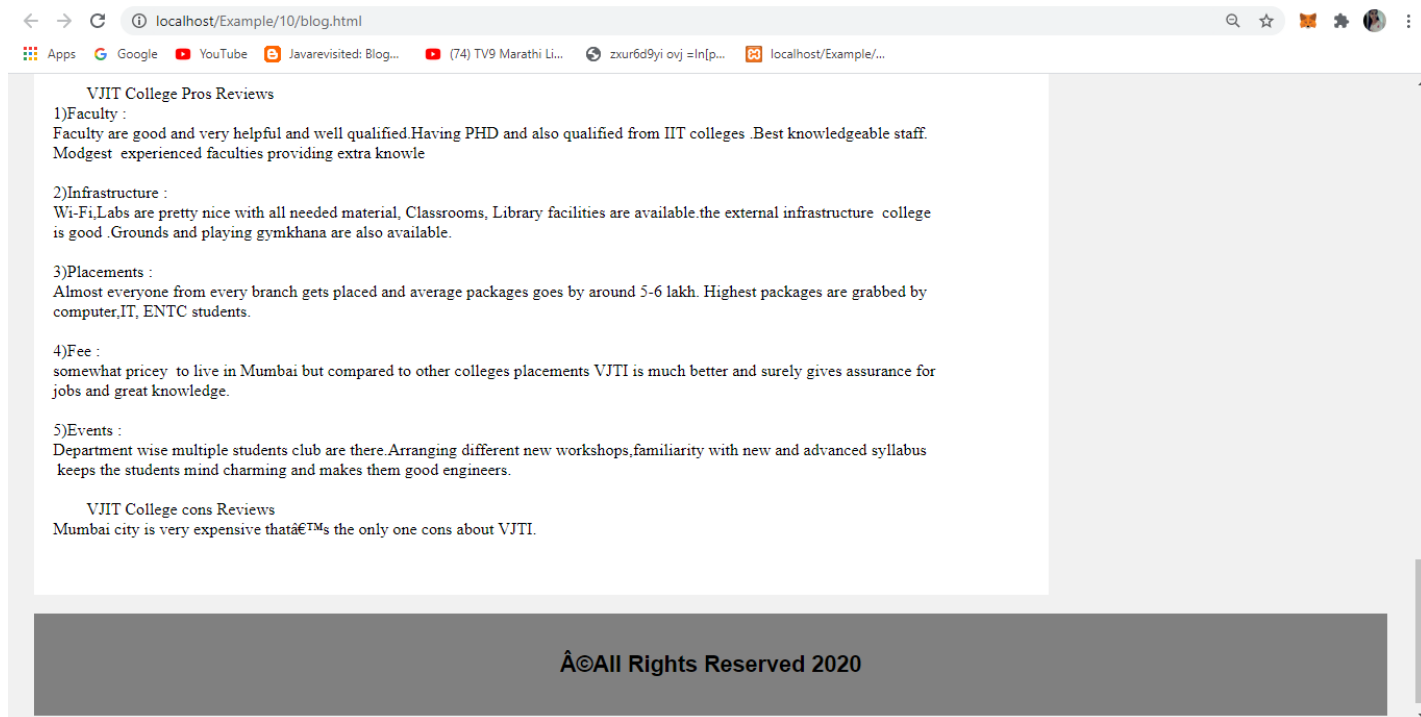 localhost/Example/10/blog.html
Apps Google YouTube Javarevisited: Blog... (74) TV9 Marathi Li... zxur6d9yi ovj =ln[p... localhost/Example/...
VJIT College Pros Reviews
1)Faculty :
Faculty are good and very helpful and well qualified.Having PHD and also qualified from IIT colleges .Best knowledgeable staff.
Modgest  experienced faculties providing extra knowle
2)Infrastructure :
Wi-Fi,Labs are pretty nice with all needed material, Classrooms, Library facilities are available.the external infrastructure  college
is good .Grounds and playing gymkhana are also available.
3)Placements :
Almost everyone from every branch gets placed and average packages goes by around 5-6 lakh. Highest packages are grabbed by
computer,IT, ENTC students.
4)Fee :
somewhat pricey  to live in Mumbai but compared to other colleges placements VJTI is much better and surely gives assurance for
jobs and great knowledge.
5)Events :
Department wise multiple students club are there.Arranging different new workshops,familiarity with new and advanced syllabus
keeps the students mind charming and makes them good engineers.
VJIT College cons Reviews
Mumbai city is very expensive thatâ€™s the only one cons about VJTI.
Â©All Rights Reserved 2020